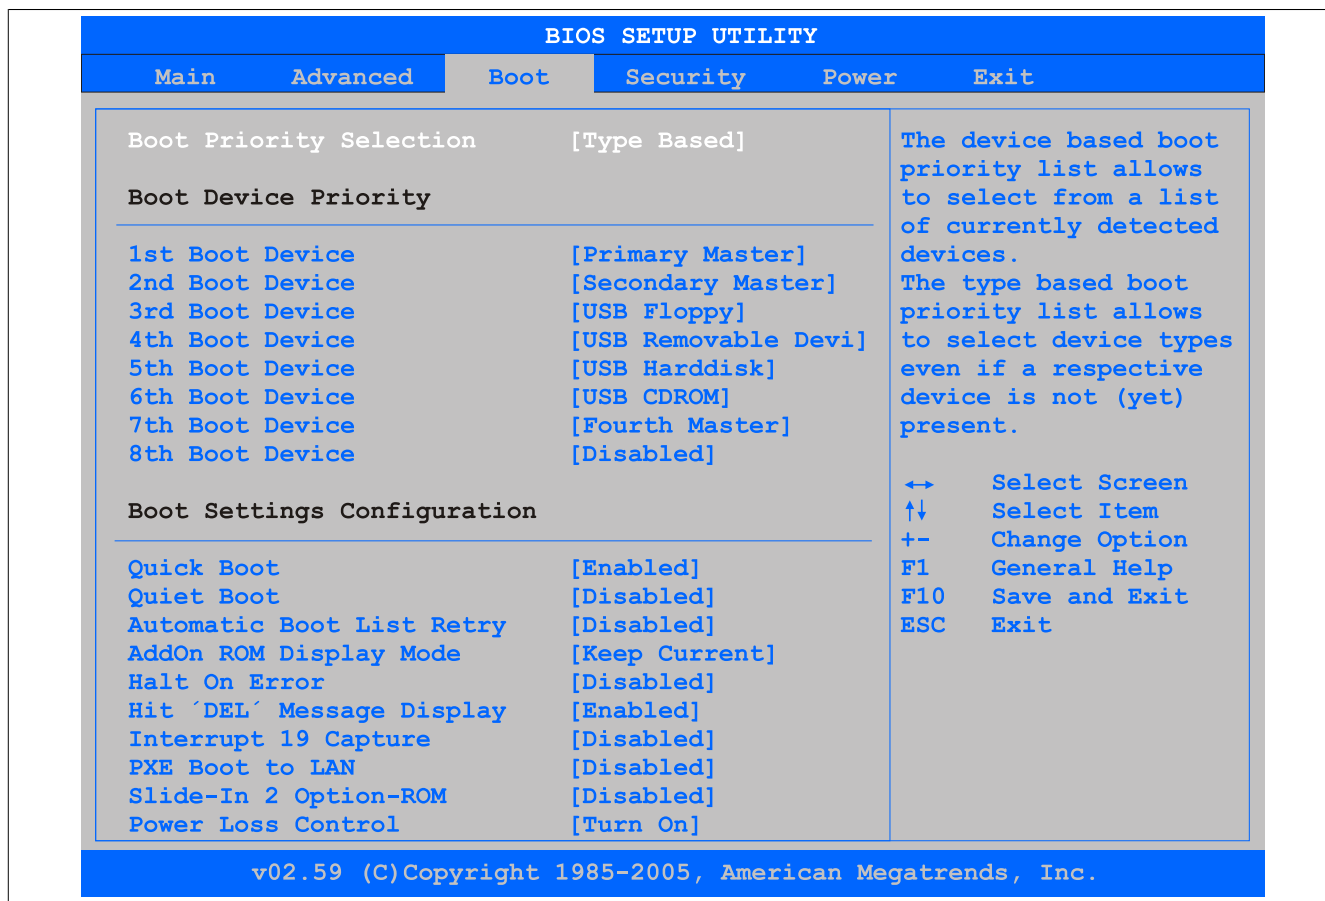 BIOS SETUP UTILITY
Main Advanced Boot Security Power Exit
Boot Priority Selection [Type Based]
Boot Device Priority
1st Boot Device [Primary Master]
2nd Boot Device [Secondary Master]
3rd Boot Device [USB Floppy]
4th Boot Device [USB Removable Devi]
5th Boot Device [USB Harddisk]
6th Boot Device [USB CDROM]
7th Boot Device [Fourth Master]
8th Boot Device [Disabled]
Boot Settings Configuration
Quick Boot [Enabled]
Quiet Boot [Disabled]
Automatic Boot List Retry [Disabled]
AddOn ROM Display Mode [Keep Current]
Halt On Error [Disabled]
Hit ´DEL´ Message Display [Enabled]
Interrupt 19 Capture [Disabled]
PXE Boot to LAN [Disabled]
Slide-In 2 Option-ROM [Disabled]
Power Loss Control [Turn On]
The device based boot
priority list allows
to select from a list
of currently detected
devices.
The type based boot
priority list allows
to select device types
even if a respective
device is not (yet)
present.
↔ Select Screen
↑↓ Select Item
+- Change Option
F1 General Help
F10 Save and Exit
ESC Exit
v02.59 (C)Copyright 1985-2005, American Megatrends, Inc.